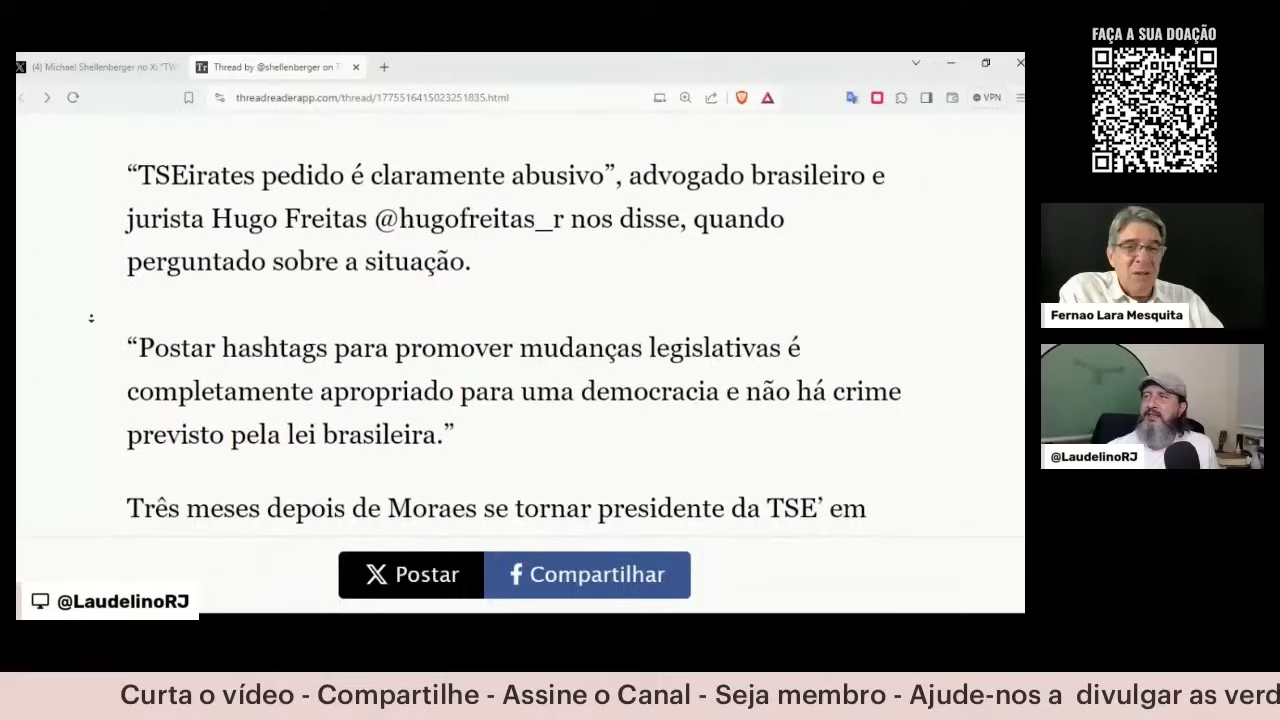 FAÇA A SUA DOAÇÃO
(4) Michael Shellenberger no X: "TW
Tr Thread by @shellenberger on T
threadreaderapp.com/thread/1775516415023251835.html
VPN
“TSEirates pedido é claramente abusivo”, advogado brasileiro e
jurista Hugo Freitas @hugofreitas_r nos disse, quando
perguntado sobre a situação.
“Postar hashtags para promover mudanças legislativas é
completamente apropriado para uma democracia e não há crime
previsto pela lei brasileira.”
Três meses depois de Moraes se tornar presidente da TSE’ em
X Postar
f Compartilhar
@LaudelinoRJ
Fernao Lara Mesquita
@LaudelinoRJ
Curta o vídeo - Compartilhe - Assine o Canal - Seja membro - Ajude-nos a divulgar as verd